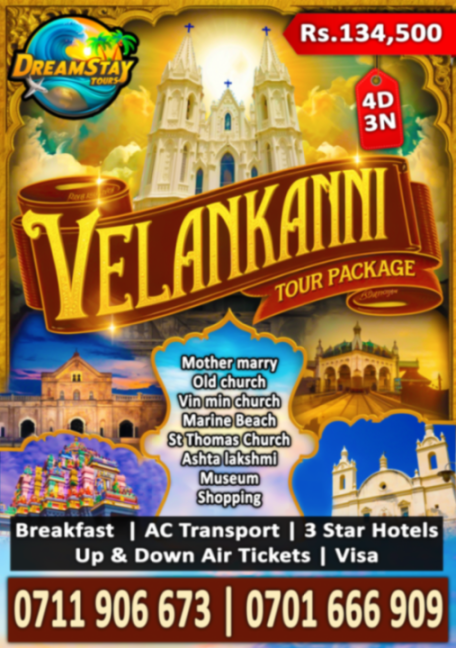 DREAMSTAY
TOURS
Rs.134,500
4D
3N
VELANKANNI
TOUR PACKAGE
Mother marry
Old church
Vin min church
Marine Beach
St Thomas Church
Ashta lakshmi
Museum
Shopping
Breakfast | AC Transport | 3 Star Hotels
Up & Down Air Tickets | Visa
0711 906 673 | 0701 666 909